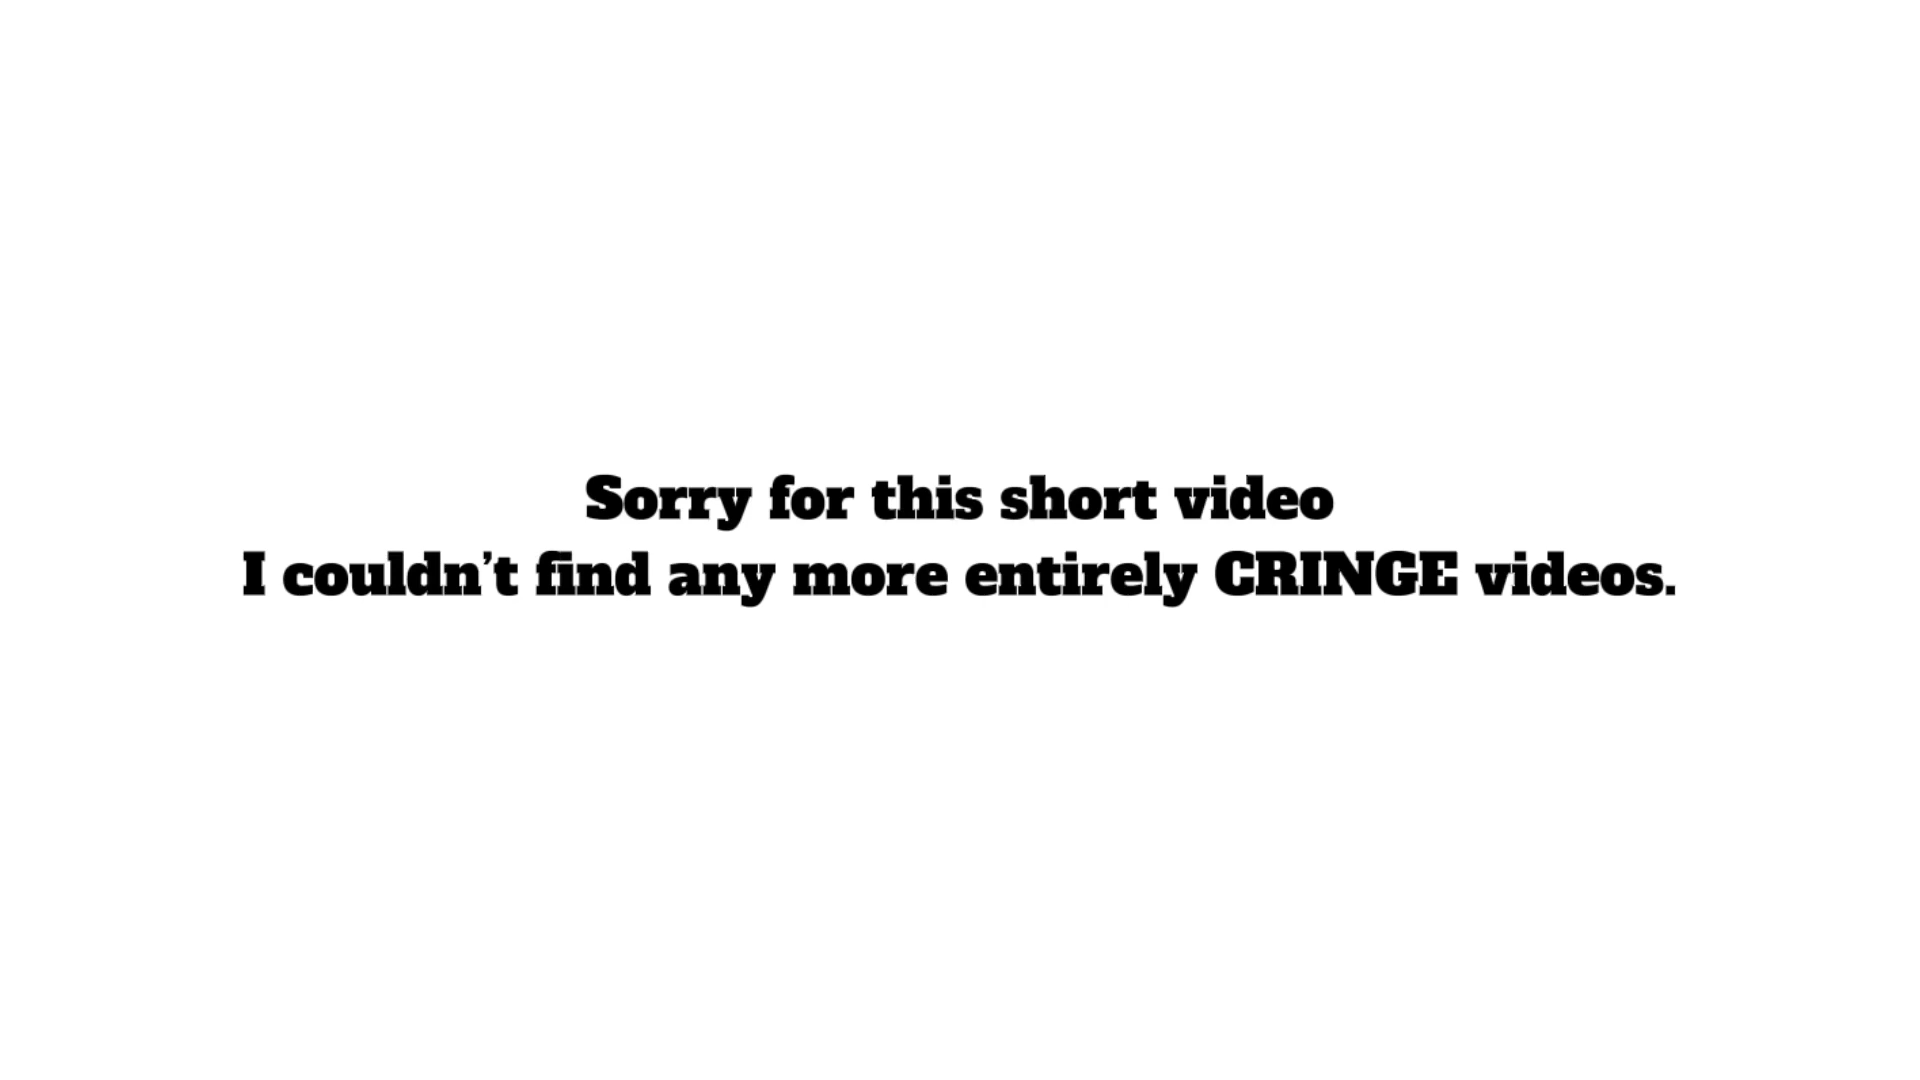 Sorry for this short video
I couldn't find any more entirely CRINGE videos.